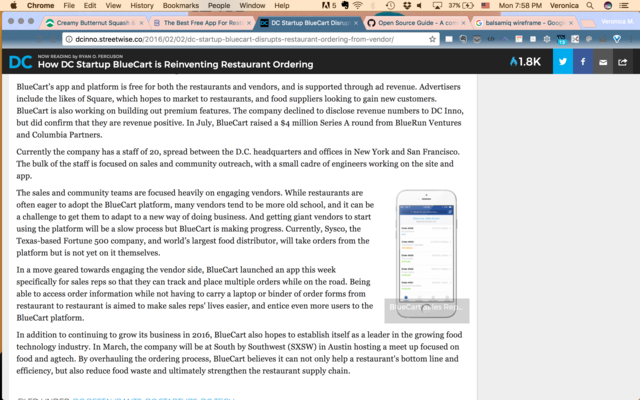 Chrome File Edit View History Bookmarks People Window Help 5 37% Mon 7:58 PM Veronica
Creamy Butternut Squash & The Best Free App For Rest DC Startup BlueCart Disrupt Open Source Guide - A com balsamiq wireframe - Goog Veronica M.
dcinno.streetwise.co/2016/02/02/dc-startup-bluecart-disrupts-restaurant-ordering-from-vendor/
DC NOW READING by RYAN O. FERGUSON
How DC Startup BlueCart is Reinventing Restaurant Ordering 1.8K
BlueCart's app and platform is free for both the restaurants and vendors, and is supported through ad revenue. Advertisers
include the likes of Square, which hopes to market to restaurants, and food suppliers looking to gain new customers.
BlueCart is also working on building out premium features. The company declined to disclose revenue numbers to DC Inno,
but did confirm that they are revenue positive. In July, BlueCart raised a $4 million Series A round from BlueRun Ventures
and Columbia Partners.
Currently the company has a staff of 20, spread between the D.C. headquarters and offices in New York and San Francisco.
The bulk of the staff is focused on sales and community outreach, with a small cadre of engineers working on the site and
app.
The sales and community teams are focused heavily on engaging vendors. While restaurants are
often eager to adopt the BlueCart platform, many vendors tend to be more old school, and it can be
a challenge to get them to adapt to a new way of doing business. And getting giant vendors to start
using the platform will be a slow process but BlueCart is making progress. Currently, Sysco, the
Texas-based Fortune 500 company, and world's largest food distributor, will take orders from the
platform but is not yet on it themselves.
In a move geared towards engaging the vendor side, BlueCart launched an app this week
specifically for sales reps so that they can track and place multiple orders while on the road. Being
able to access order information while not having to carry a laptop or binder of order forms from
restaurant to restaurant is aimed to make sales reps' lives easier, and entice even more users to the
BlueCart platform.
BlueCart Sales Rep.
In addition to continuing to grow its business in 2016, BlueCart also hopes to establish itself as a leader in the growing food
technology industry. In March, the company will be at South by Southwest (SXSW) in Austin hosting a meet up focused on
food and agtech. By overhauling the ordering process, BlueCart believes it can not only help a restaurant's bottom line and
efficiency, but also reduce food waste and ultimately strengthen the restaurant supply chain.